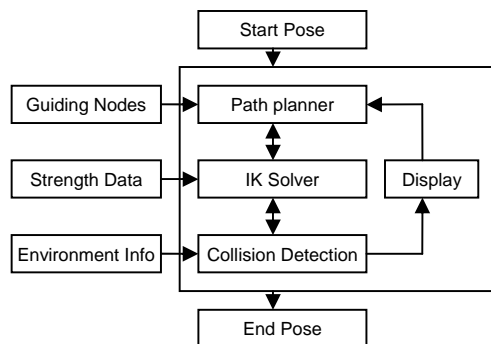 Start Pose
Guiding Nodes
Path planner
Strength Data
IK Solver
Display
Environment Info
Collision Detection
End Pose